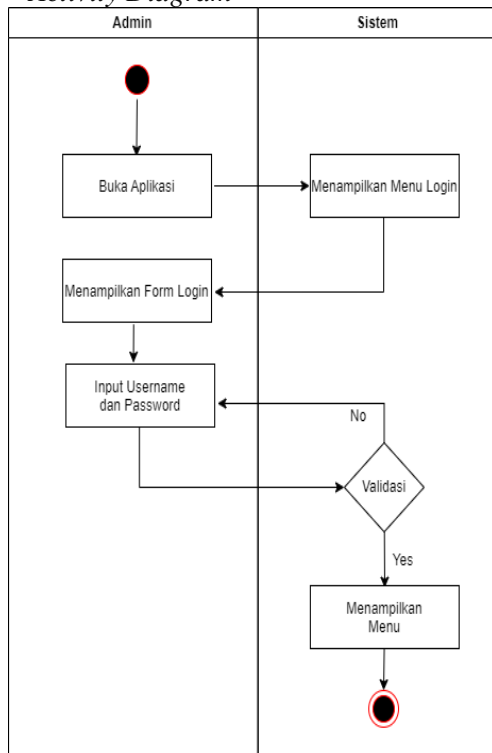 Activity Diagram
Admin
Sistem
Buka Aplikasi
Menampilkan Menu Login
Menampilkan Form Login
Input Username
dan Password
No
Validasi
Yes
Menampilkan
Menu